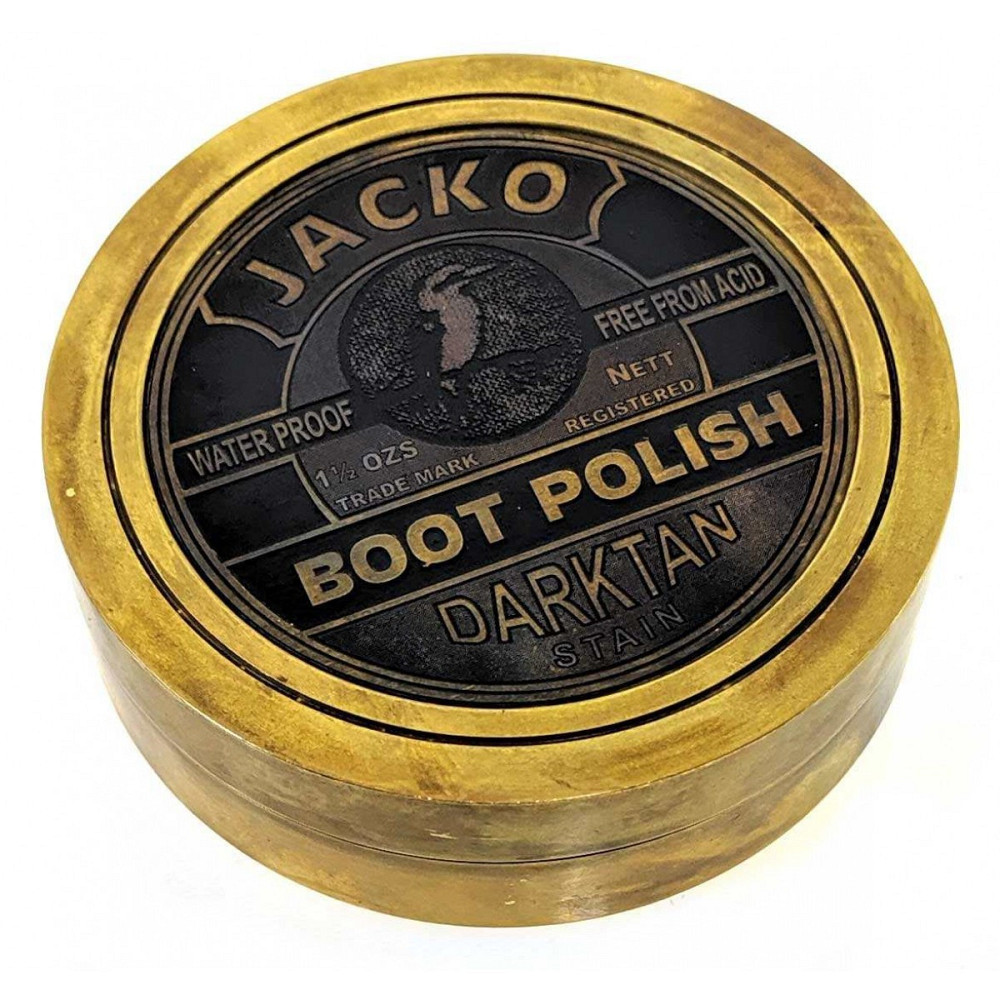 JACKO
WATER PROOF
FREE FROM ACID
1½ OZS
NETT
TRADE MARK
REGISTERED
BOOT POLISH
DARKTAN
STAIN